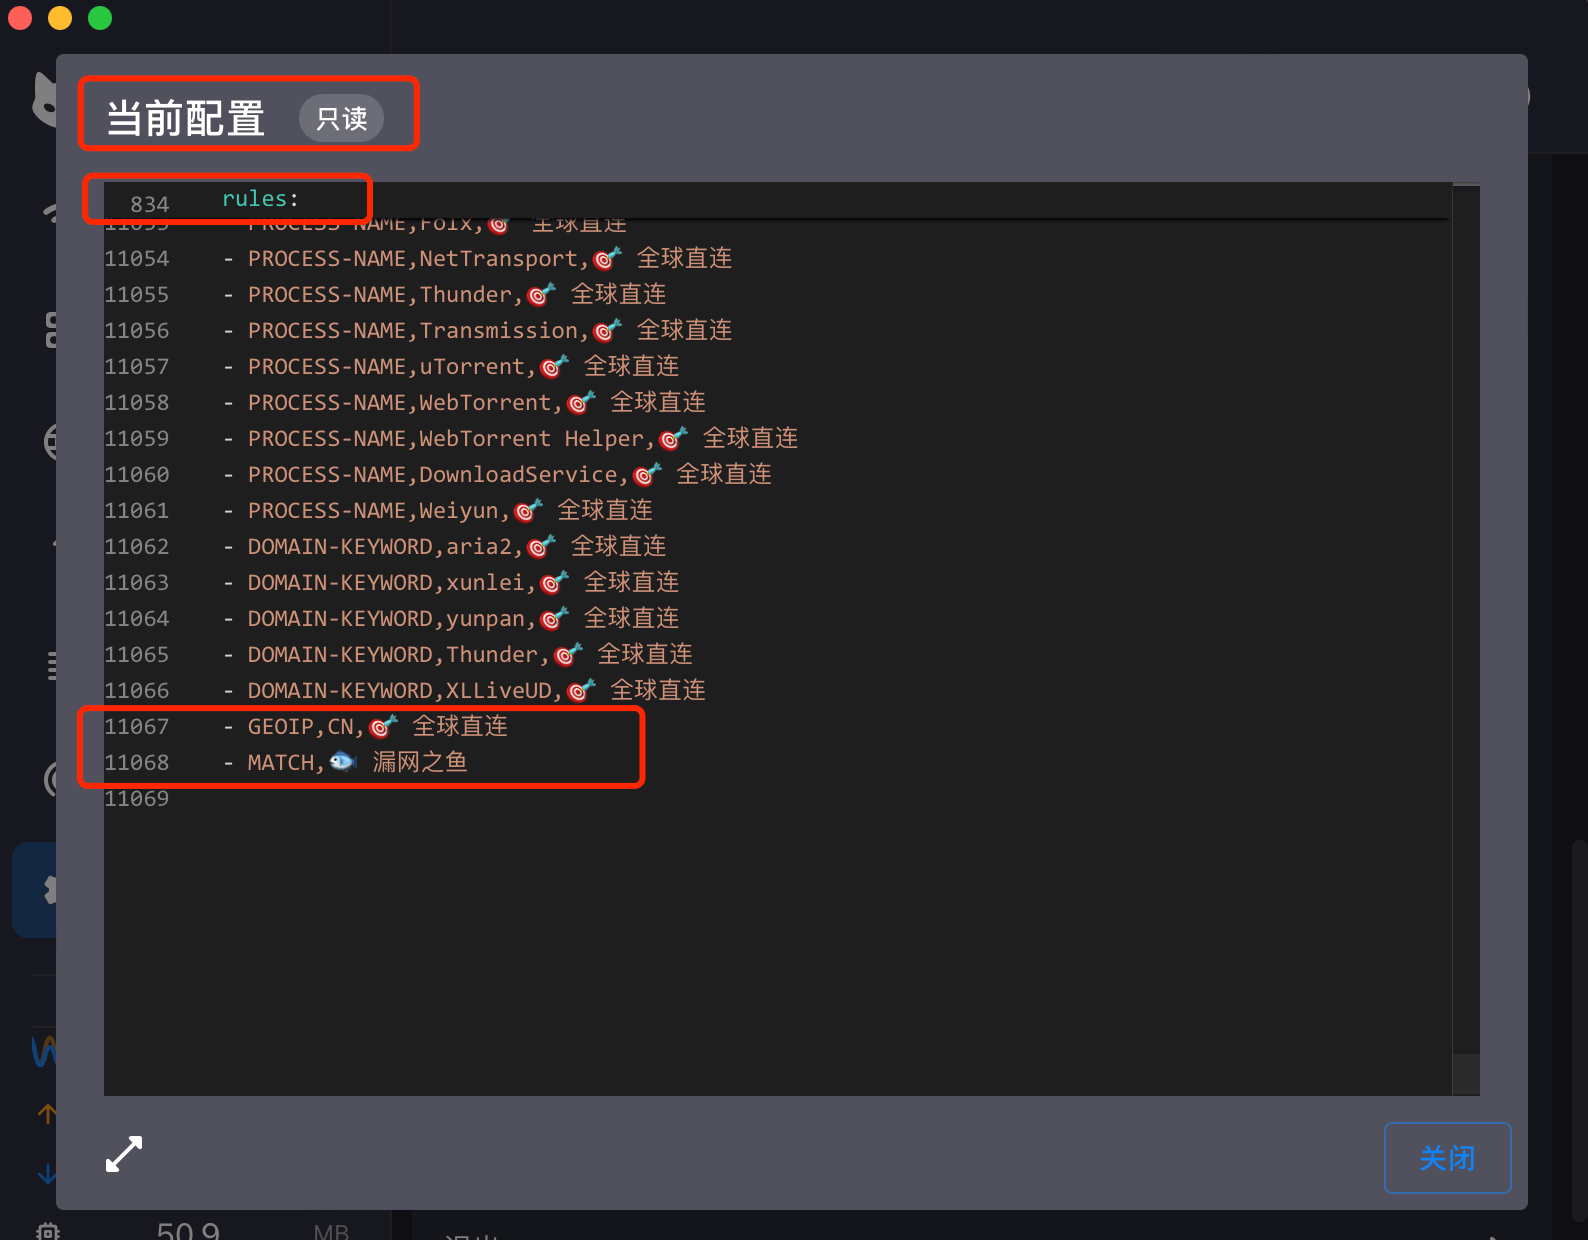 当前配置 只读
834 rules:
11053 - PROCESS-NAME,Folx,🎯 全球直连
11054 - PROCESS-NAME,NetTransport,🎯 全球直连
11055 - PROCESS-NAME,Thunder,🎯 全球直连
11056 - PROCESS-NAME,Transmission,🎯 全球直连
11057 - PROCESS-NAME,uTorrent,🎯 全球直连
11058 - PROCESS-NAME,WebTorrent,🎯 全球直连
11059 - PROCESS-NAME,WebTorrent Helper,🎯 全球直连
11060 - PROCESS-NAME,DownloadService,🎯 全球直连
11061 - PROCESS-NAME,Weiyun,🎯 全球直连
11062 - DOMAIN-KEYWORD,aria2,🎯 全球直连
11063 - DOMAIN-KEYWORD,xunlei,🎯 全球直连
11064 - DOMAIN-KEYWORD,yunpan,🎯 全球直连
11065 - DOMAIN-KEYWORD,Thunder,🎯 全球直连
11066 - DOMAIN-KEYWORD,XLLiveUD,🎯 全球直连
11067 - GEOIP,CN,🎯 全球直连
11068 - MATCH,🐟 漏网之鱼
11069
关闭
50.9 MB